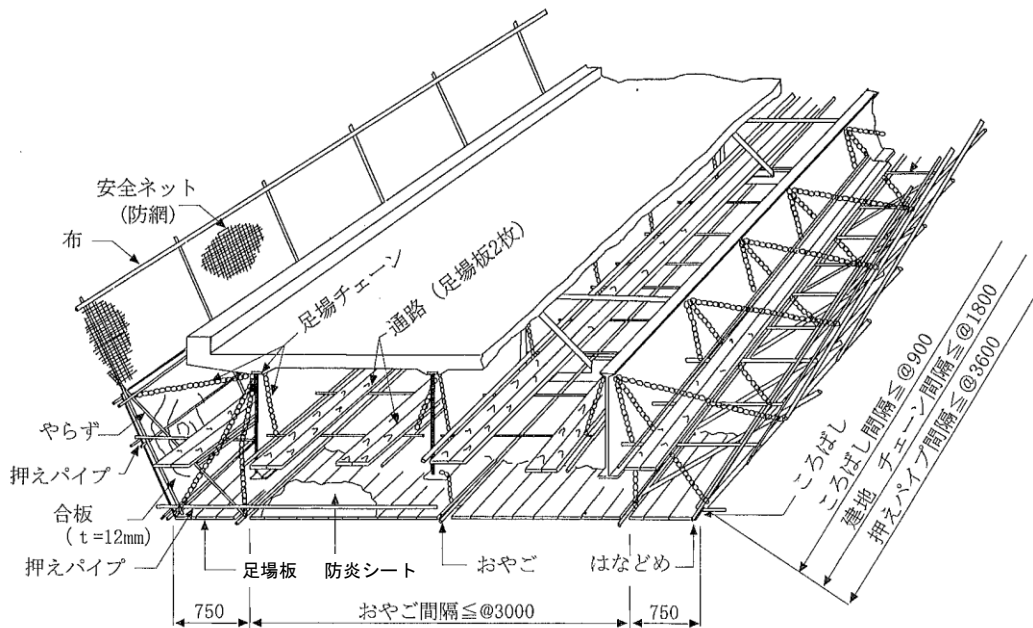 安全ネット
(防網)
布
足場チェーン
通路（足場板2枚）
やらず
押えパイプ
合板
(t=12mm)
押えパイプ
足場板
防炎シート
おやご
はなどめ
ころばし
ころばし間隔≦@900
建地　チェーン間隔≦@1800
押えパイプ間隔≦@3600
750
おやご間隔≦@3000
750